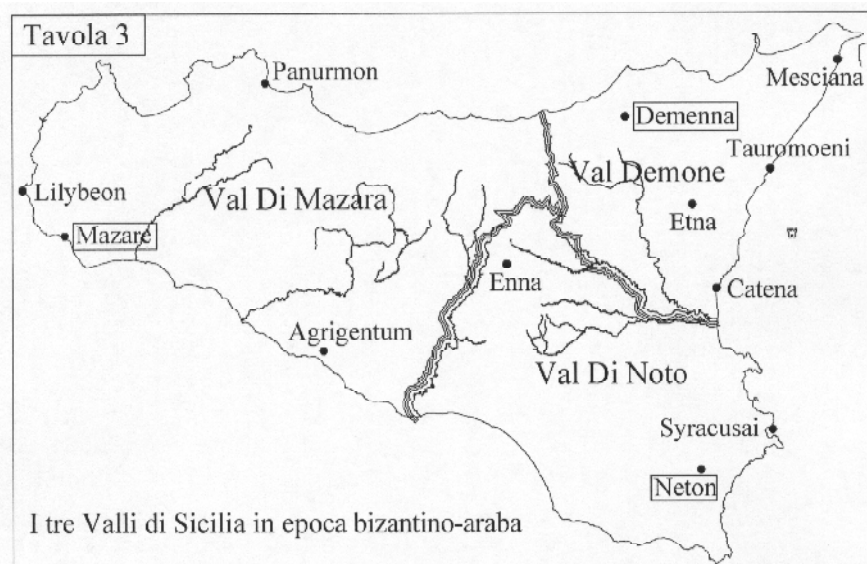 Tavola 3
Panurmon
Mesciana
Demenna
Tauromoeni
Val Demone
Lilybeon
Val Di Mazara
Etna
Mazare
Enna
Catena
Agrigentum
Val Di Noto
Syracusai
Neton
I tre Valli di Sicilia in epoca bizantino-araba